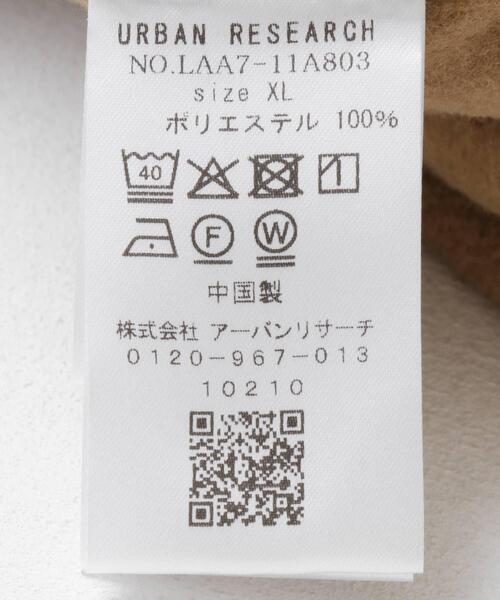 URBAN RESEARCH
NO.LAA7-11A803
size XL
ポリエステル 100%
40
F W
中国製
株式会社 アーバンリサーチ
0120-967-013
10210